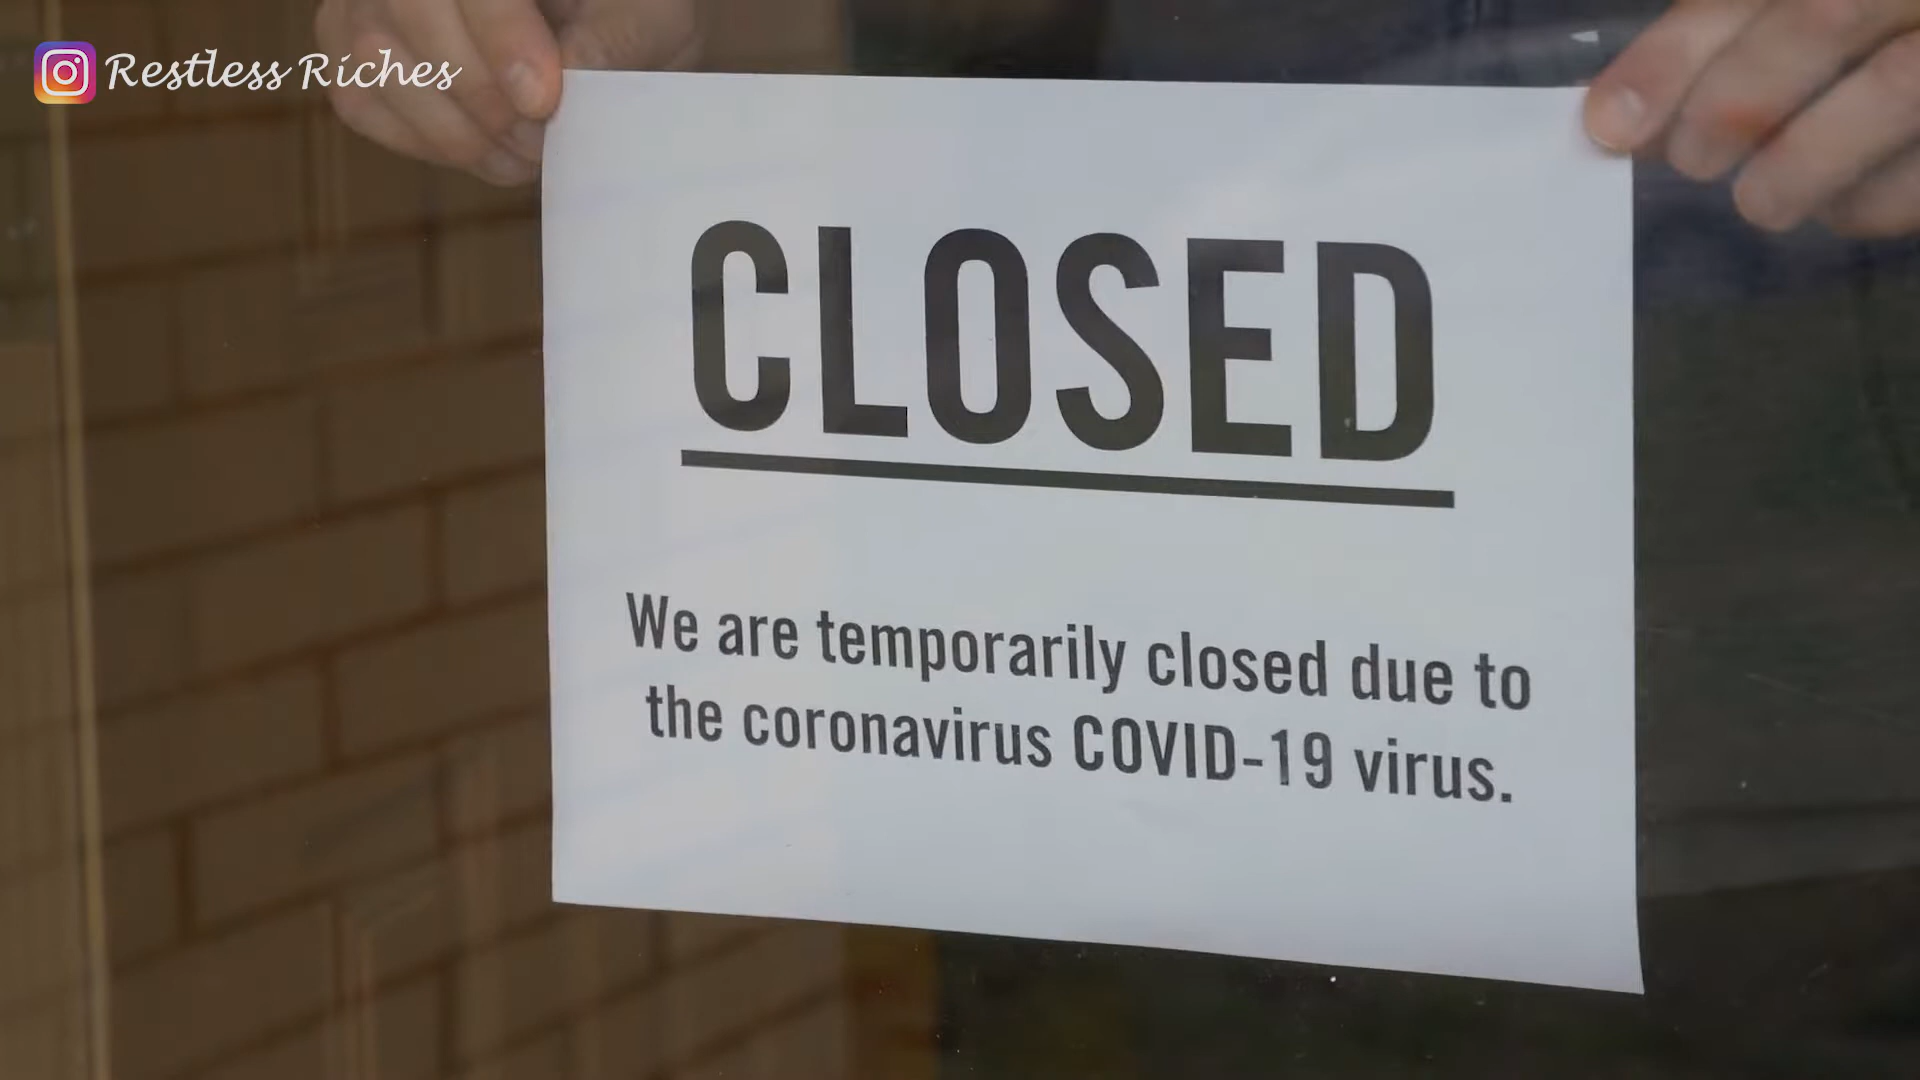 Restless Riches
CLOSED
We are temporarily closed due to
the coronavirus COVID-19 virus.